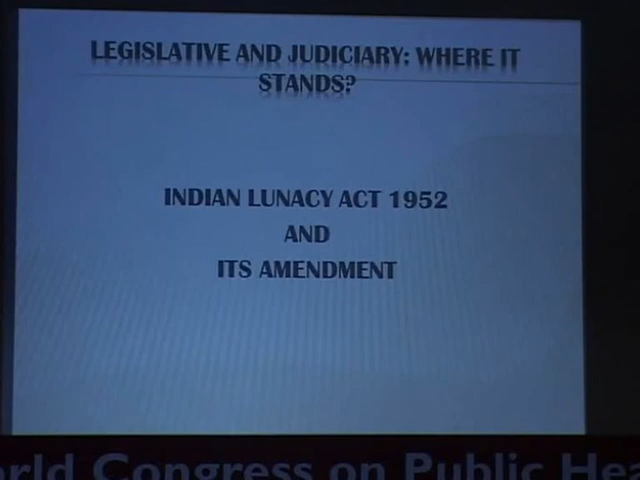 LEGISLATIVE AND JUDICIARY: WHERE IT
STANDS?
INDIAN LUNACY ACT 1952
AND
ITS AMENDMENT
Congress on Public